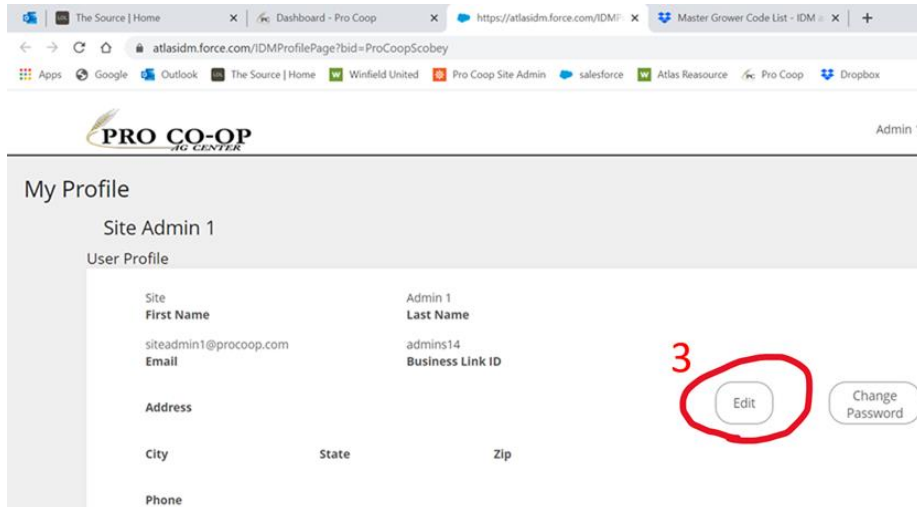 The Source | Home Dashboard - Pro Coop https://atlasidm.force.com/IDMP Master Grower Code List - IDM
atlasidm.force.com/IDMProfilePage?bid=ProCoopScobey
Apps Google Outlook The Source | Home Winfield United Pro Coop Site Admin salesforce Atlas Reasource Pro Coop Dropbox
PRO CO-OP
AG CENTER
Admin 1
My Profile
Site Admin 1
User Profile
Site Admin 1
First Name Last Name
siteadmin1@procoop.com admins14
Email Business Link ID
3
Address
Edit
Change
Password
City State Zip
Phone